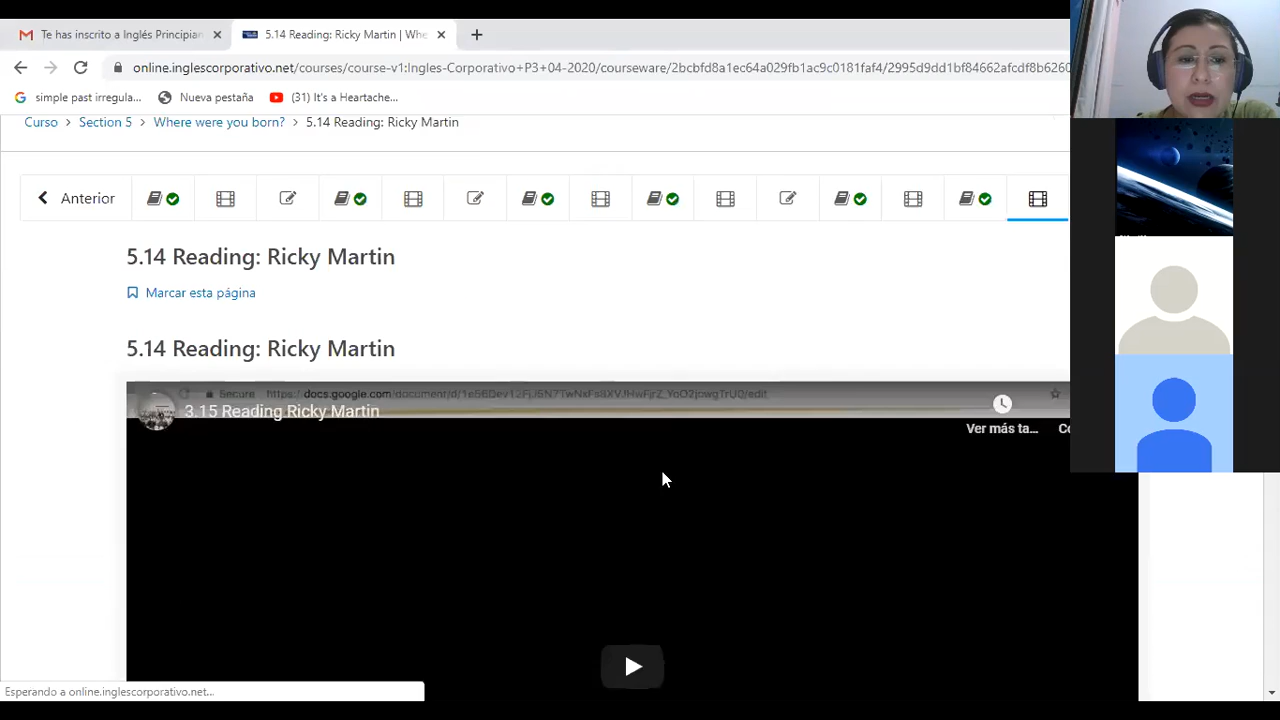 Te has inscrito a Inglés Principian
5.14 Reading: Ricky Martin | Whe
online.inglescorporativo.net/courses/course-v1:Ingles-Corporativo+P3+04-2020/courseware/2bcbfd8a1ec64a029fb1ac9c0181faf4/2995d9dd1bf84662afcdf8b6260
simple past irregula...
Nueva pestaña
(31) It's a Heartache...
Curso > Section 5 > Where were you born? > 5.14 Reading: Ricky Martin
Anterior
5.14 Reading: Ricky Martin
Marcar esta página
5.14 Reading: Ricky Martin
Secure
3.15 Reading Ricky Martin
Ver más ta...
Esperando a online.inglescorporativo.net...